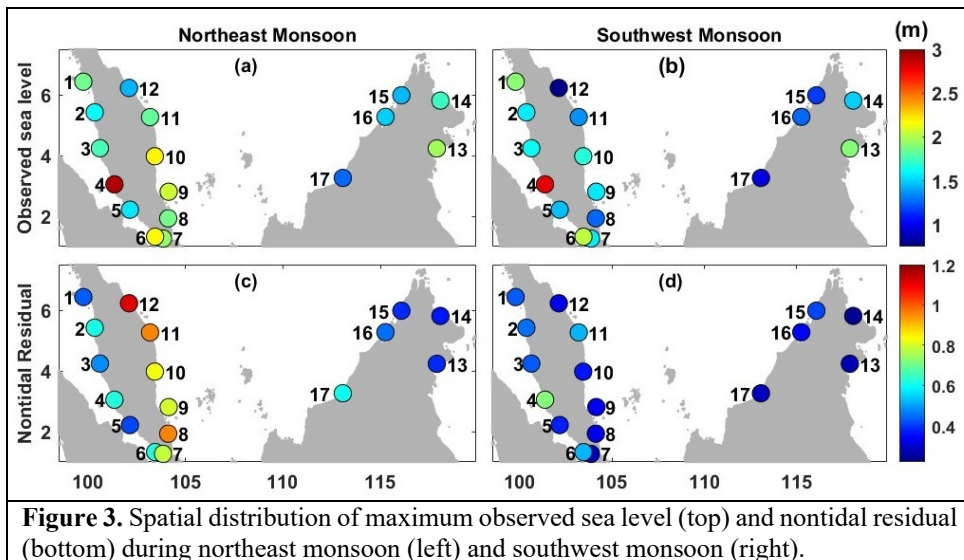 Northeast Monsoon Southwest Monsoon (m)
Observed sea level
(a)
1 12 15 14
2 11 16
3 10 13
4 9 17
5 8
6 7
6
4
2
(b)
1 12 15 14
2 11 16
3 10 13
4 9 17
5 8
6 7
3
2.5
2
1.5
1
Nontidal Residual
(c)
1 12 15 14
2 11 16
3 10 13
4 9 17
5 8
6 7
6
4
2
100 105 110 115
(d)
1 12 15 14
2 11 16
3 10 13
4 9 17
5 8
6 7
100 105 110 115
1.2
1
0.8
0.6
0.4
Figure 3. Spatial distribution of maximum observed sea level (top) and nontidal residual
(bottom) during northeast monsoon (left) and southwest monsoon (right).